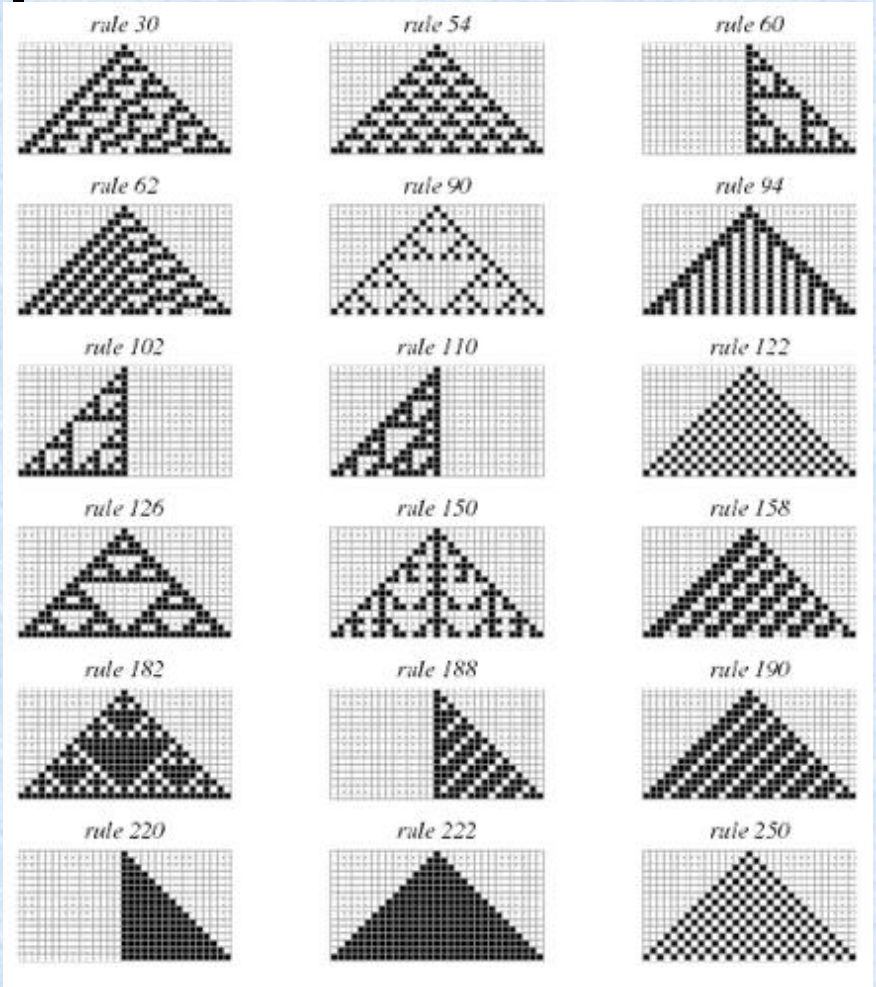 rule 30 rule 54 rule 60
rule 62 rule 90 rule 94
rule 102 rule 110 rule 122
rule 126 rule 150 rule 158
rule 182 rule 188 rule 190
rule 220 rule 222 rule 250